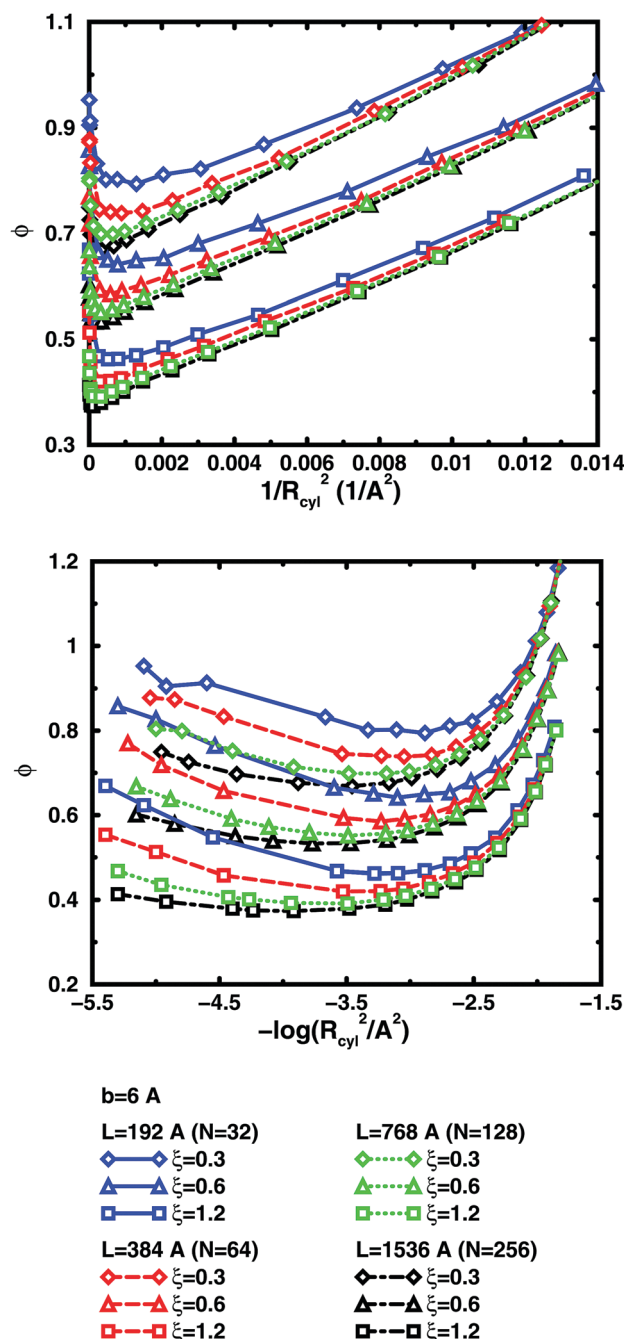 1.1
0.9
ϕ
0.7
0.5
0.3
0 0.002 0.004 0.006 0.008 0.01 0.012 0.014
1/R_cyl² (1/A²)
1.2
1
0.8
ϕ
0.6
0.4
0.2
−5.5 −4.5 −3.5 −2.5 −1.5
−log(R_cyl²/A²)
b=6 A
L=192 A (N=32) L=768 A (N=128)
ξ=0.3 ξ=0.3
ξ=0.6 ξ=0.6
ξ=1.2 ξ=1.2
L=384 A (N=64) L=1536 A (N=256)
ξ=0.3 ξ=0.3
ξ=0.6 ξ=0.6
ξ=1.2 ξ=1.2